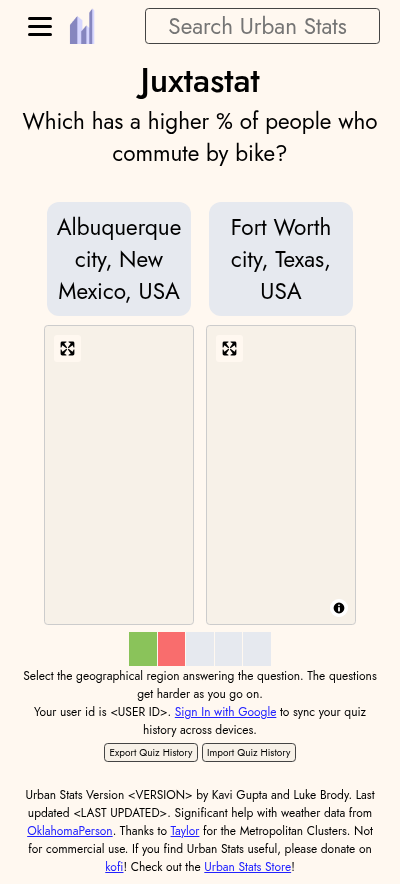 Search Urban Stats
Juxtastat
Which has a higher % of people who
commute by bike?
Albuquerque
city, New
Mexico, USA
Fort Worth
city, Texas,
USA
Select the geographical region answering the question. The questions
get harder as you go on.
Your user id is <USER ID>. Sign In with Google to sync your quiz
history across devices.
Export Quiz History Import Quiz History
Urban Stats Version <VERSION> by Kavi Gupta and Luke Brody. Last
updated <LAST UPDATED>. Significant help with weather data from
OklahomaPerson. Thanks to Taylor for the Metropolitan Clusters. Not
for commercial use. If you find Urban Stats useful, please donate on
kofi! Check out the Urban Stats Store!